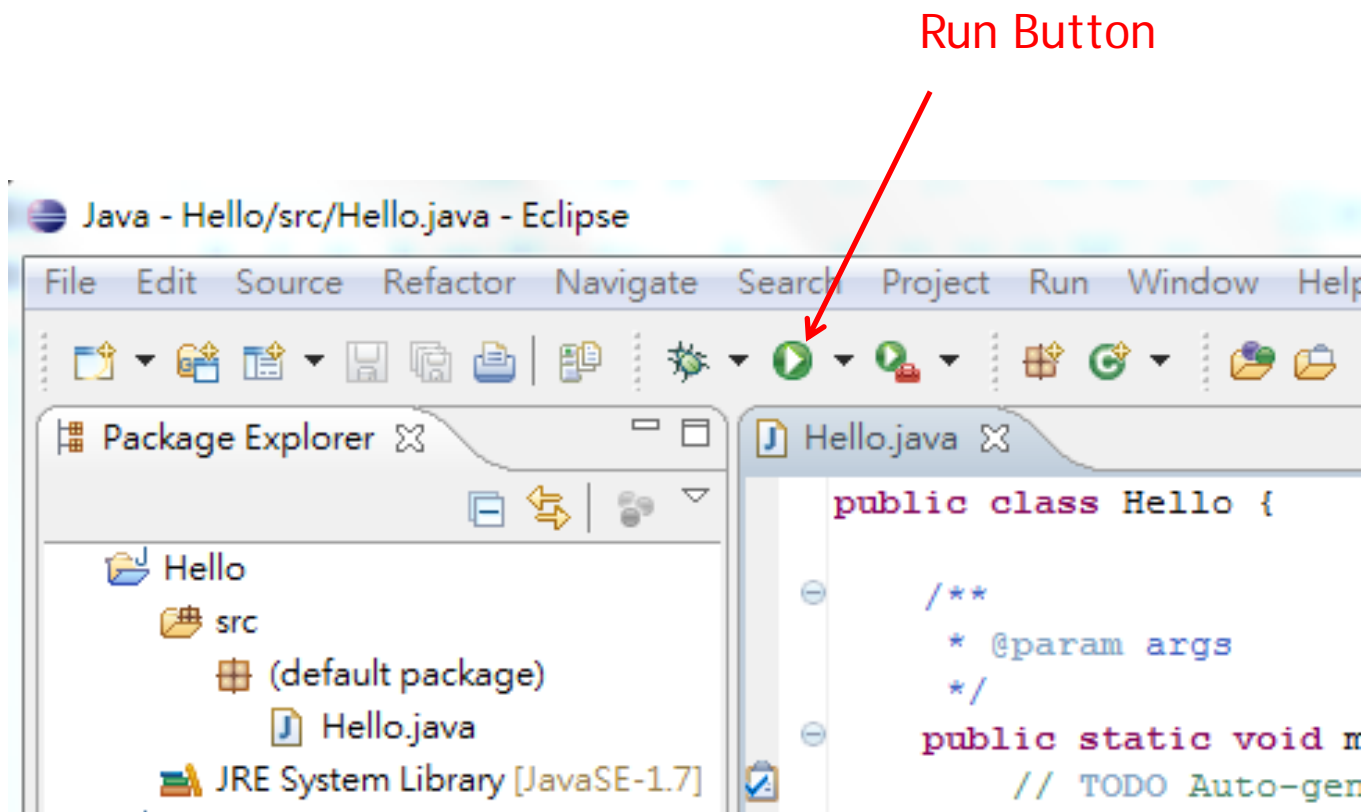 Run Button
Java - Hello/src/Hello.java - Eclipse
File Edit Source Refactor Navigate Search Project Run Window Help
Package Explorer
Hello
src
(default package)
Hello.java
JRE System Library [JavaSE-1.7]
Hello.java
public class Hello {
/**
* @param args
*/
public static void m
// TODO Auto-gen